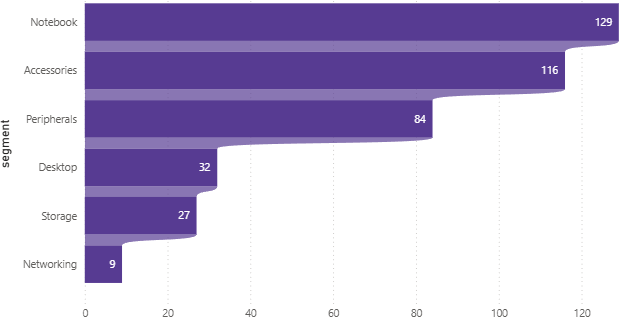 Notebook 129
Accessories 116
Peripherals 84
Desktop 32
Storage 27
Networking 9
segment
0 20 40 60 80 100 120